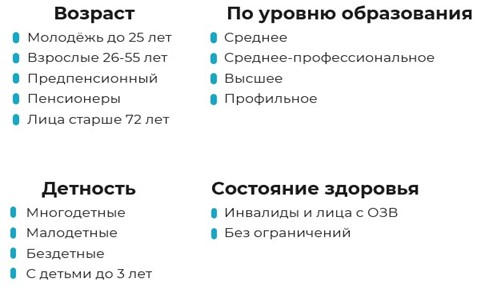 Возраст
Молодёжь до 25 лет
Взрослые 26-55 лет
Предпенсионный
Пенсионеры
Лица старше 72 лет
По уровню образования
Среднее
Среднее-профессиональное
Высшее
Профильное
Детность
Многодетные
Малодетные
Бездетные
С детьми до 3 лет
Состояние здоровья
Инвалиды и лица с ОЗВ
Без ограничений